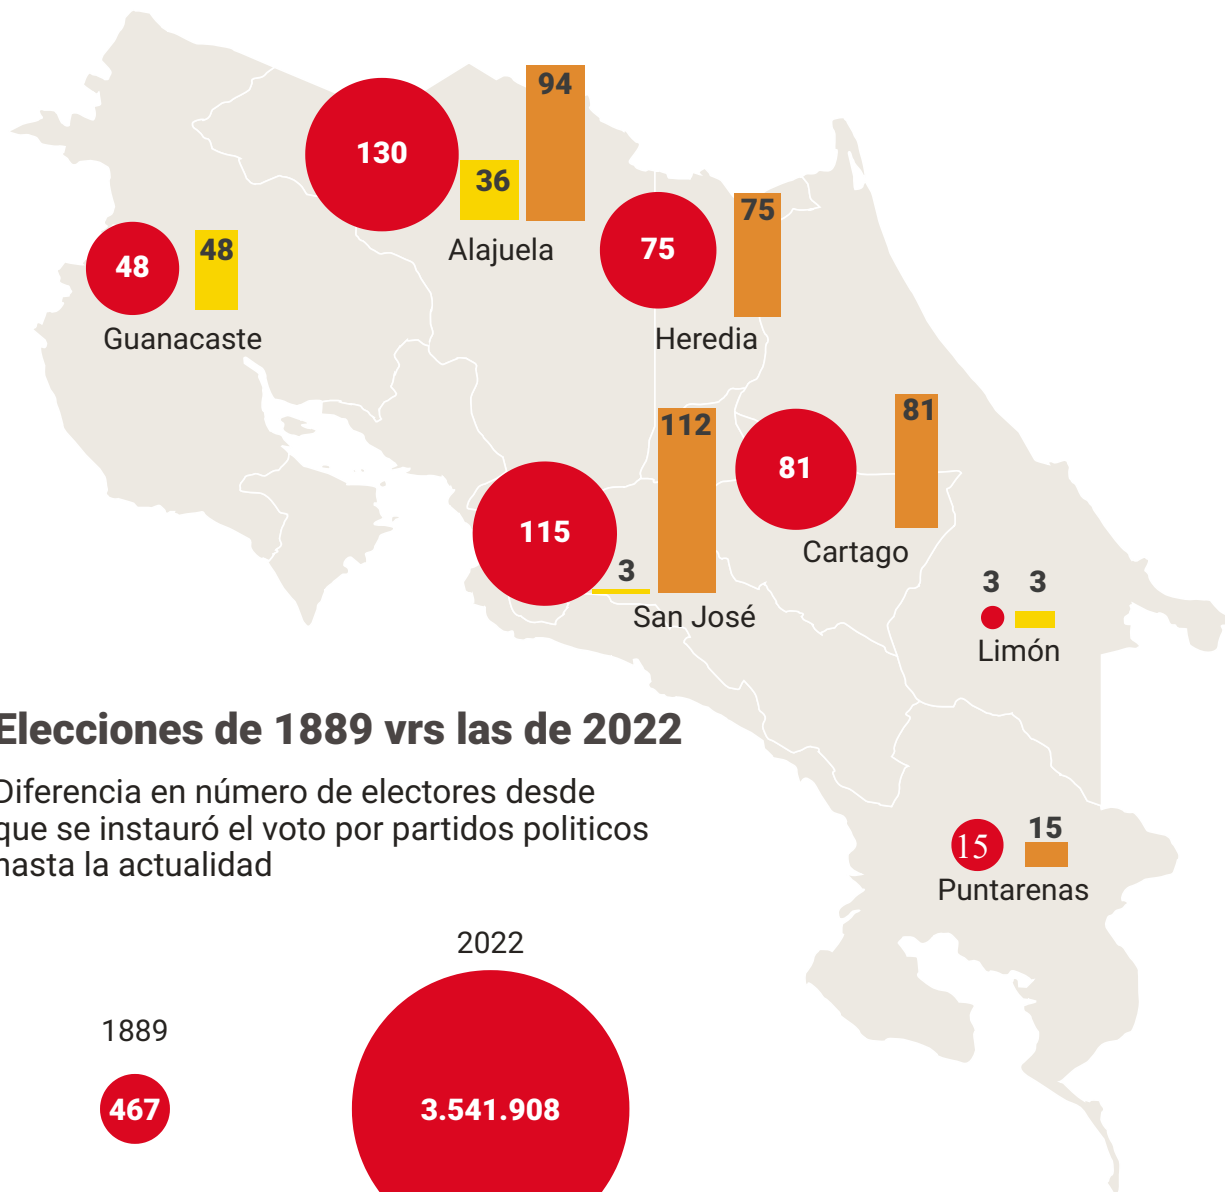 94
130
36
Alajuela
75
75
Heredia
48
48
Guanacaste
112
115
3
San José
81
81
Cartago
3 3
Limón
Elecciones de 1889 vrs las de 2022
Diferencia en número de electores desde
que se instauró el voto por partidos politicos
hasta la actualidad
15
15
Puntarenas
2022
1889
467
3.541.908